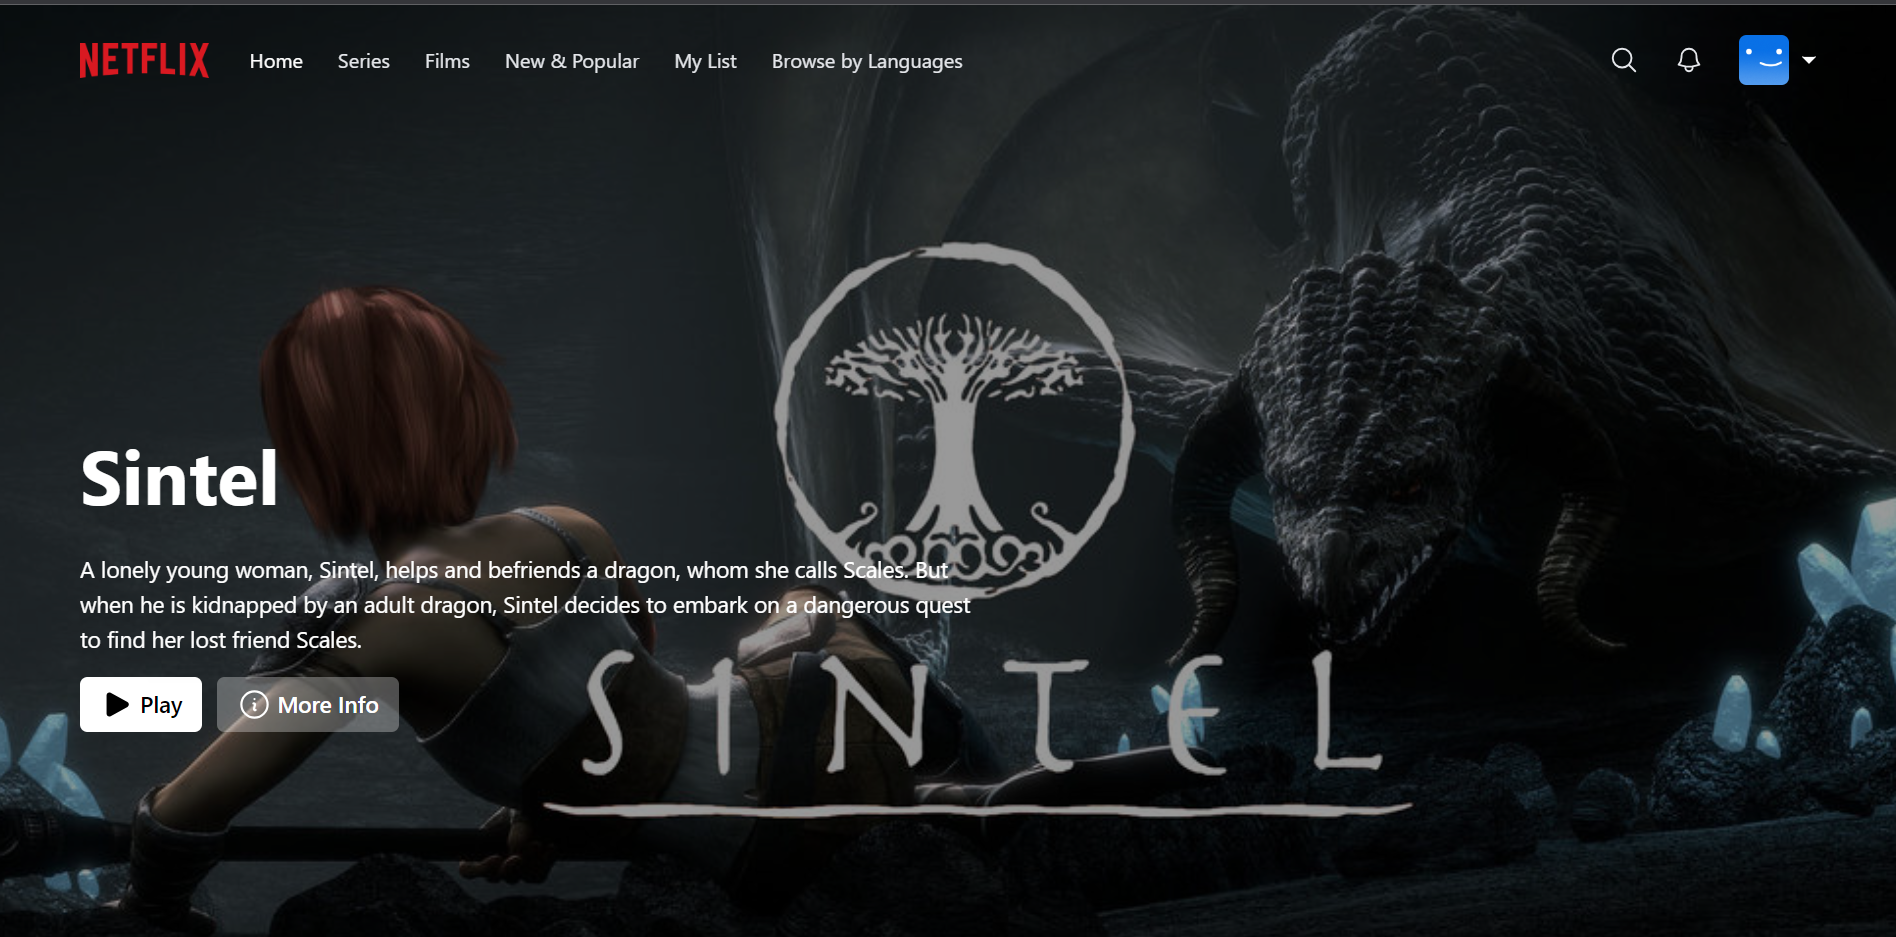 NETFLIX
Home
Series
Films
New & Popular
My List
Browse by Languages
Sintel
A lonely young woman, Sintel, helps and befriends a dragon, whom she calls Scales. But
when he is kidnapped by an adult dragon, Sintel decides to embark on a dangerous quest
to find her lost friend Scales.
Play
More Info
SINTEL